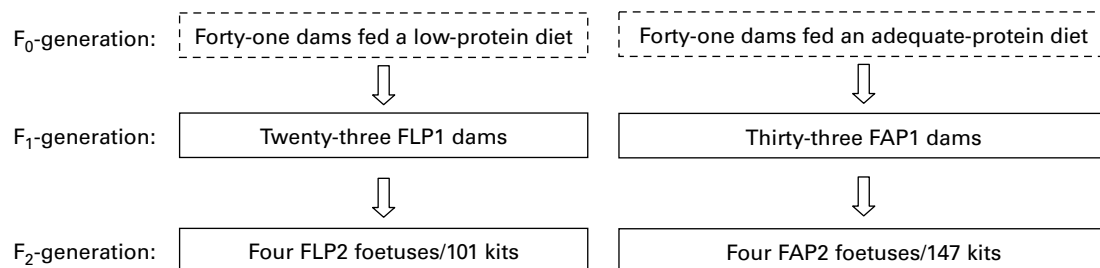 F₀-generation: Forty-one dams fed a low-protein diet Forty-one dams fed an adequate-protein diet
F₁-generation: Twenty-three FLP1 dams Thirty-three FAP1 dams
F₂-generation: Four FLP2 foetuses/101 kits Four FAP2 foetuses/147 kits